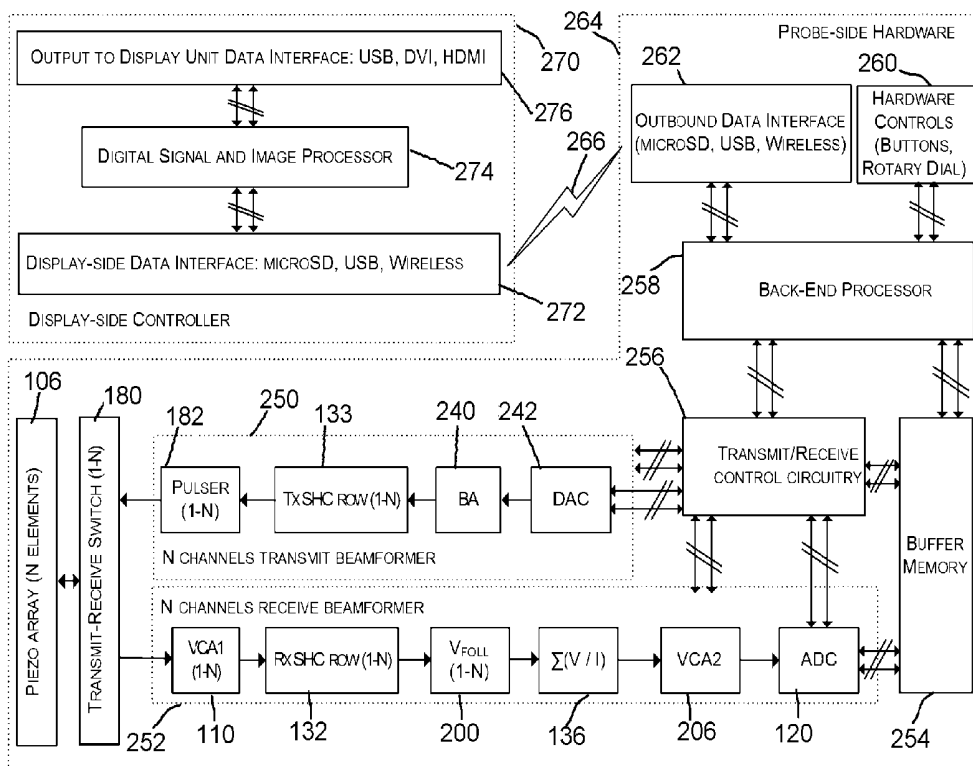 OUTPUT TO DISPLAY UNIT DATA INTERFACE: USB, DVI, HDMI
270
276
DIGITAL SIGNAL AND IMAGE PROCESSOR
274
DISPLAY-SIDE DATA INTERFACE: MICROSD, USB, WIRELESS
272
DISPLAY-SIDE CONTROLLER
266
264
PROBE-SIDE HARDWARE
262
260
OUTBOUND DATA INTERFACE
(MICROSD, USB, WIRELESS)
HARDWARE
CONTROLS
(BUTTONS,
ROTARY DIAL)
258
BACK-END PROCESSOR
256
TRANSMIT/RECEIVE
CONTROL CIRCUITRY
BUFFER
MEMORY
254
106
PIEZO ARRAY (N ELEMENTS)
180
TRANSMIT-RECEIVE SWITCH (1-N)
182
250
133
240
242
PULSER
(1-N)
TXSHC ROW (1-N)
BA
DAC
N CHANNELS TRANSMIT BEAMFORMER
N CHANNELS RECEIVE BEAMFORMER
VCA1
(1-N)
RXSHC ROW (1-N)
VFOLL
(1-N)
∑(V / I)
VCA2
ADC
252
110
132
200
136
206
120